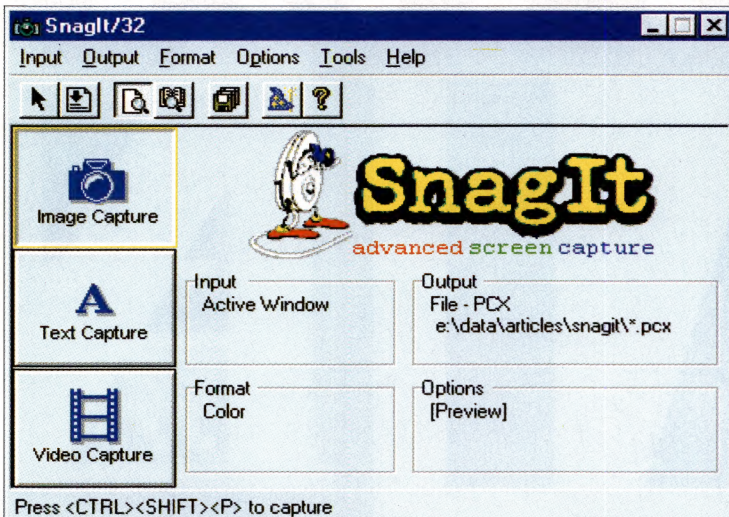 SnagIt/32
Input Output Format Options Tools Help
Image Capture
SnagIt
advanced screen capture
Text Capture
Input
Active Window
Output
File - PCX
e:\data\articles\snagit\*.pcx
Video Capture
Format
Color
Options
[Preview]
Press <CTRL><SHIFT><P> to capture